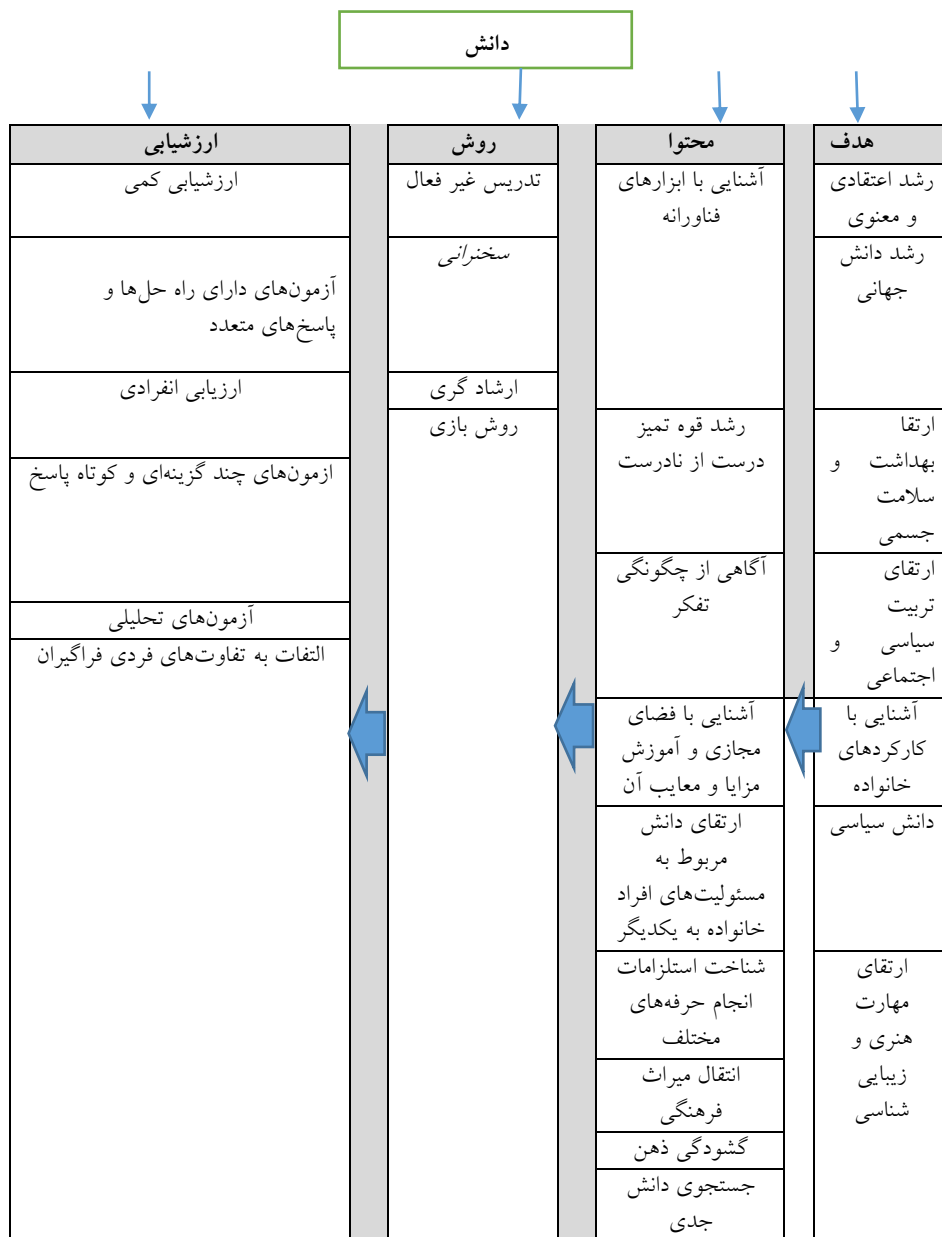 دانش
هدف
رشد اعتقادی
و معنوی
رشد دانش
جهانی
ارتقا
بهداشت و
سلامت
جسمی
ارتقای
تربیت
سیاسی و
اجتماعی
آشنایی با
کارکردهای
خانواده
دانش سیاسی
ارتقای
مهارت
هنری و
زیبایی
شناسی
محتوا
آشنایی با ابزارهای
فناورانه
رشد قوه تمیز
درست از نادرست
آگاهی از چگونگی
تفکر
آشنایی با فضای
مجازی و آموزش
مزایا و معایب آن
ارتقای دانش
مربوط به
مسئولیت‌های افراد
خانواده به یکدیگر
شناخت استلزامات
انجام حرفه‌های
مختلف
انتقال میراث
فرهنگی
گشودگی ذهن
جستجوی دانش
جدی
روش
تدریس غیر فعال
سخنرانی
ارشاد گری
روش بازی
ارزشیابی
ارزشیابی کمی
آزمون‌های دارای راه حل‌ها و
پاسخ‌های متعدد
ارزیابی انفرادی
ازمون‌های چند گزینه‌ای و کوتاه پاسخ
آزمون‌های تحلیلی
التفات به تفاوت‌های فردی فراگیران